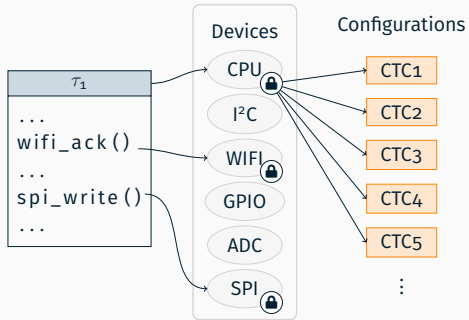 Devices
Configurations
τ₁
...
wifi_ack()
...
spi_write()
...
CPU
I²C
WIFI
GPIO
ADC
SPI
CTC1
CTC2
CTC3
CTC4
CTC5
⋮